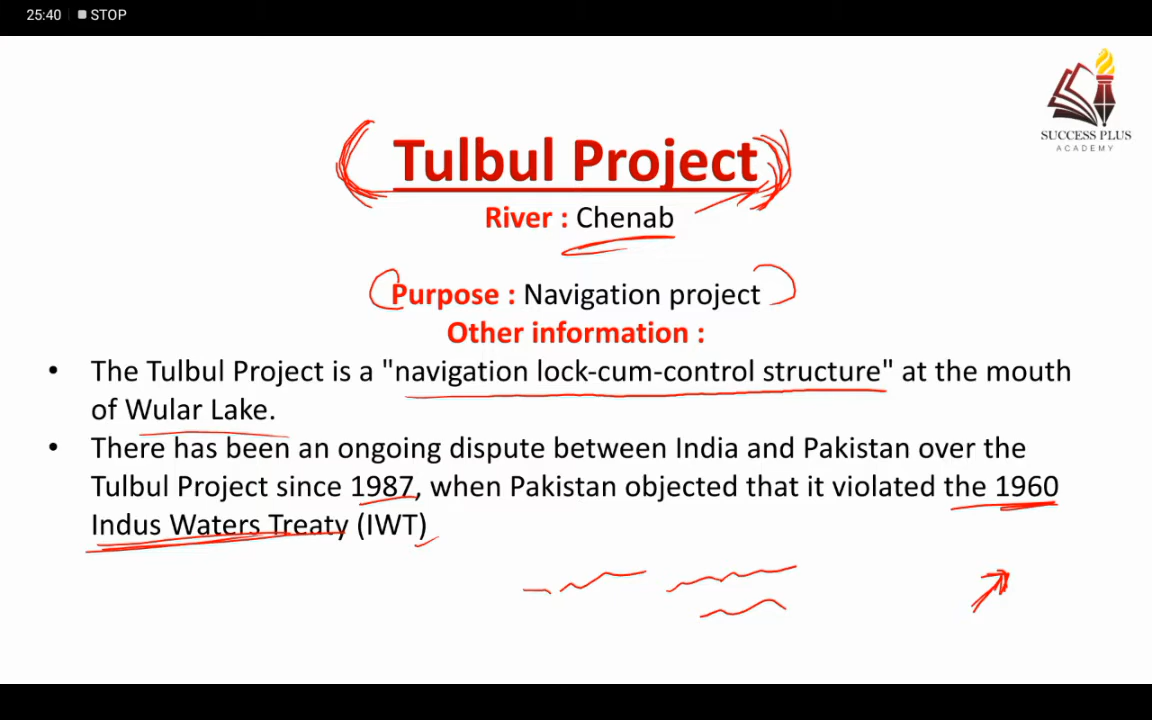 25:40 STOP
SUCCESS PLUS
ACADEMY
Tulbul Project
River : Chenab
Purpose : Navigation project
Other information :
• The Tulbul Project is a "navigation lock-cum-control structure" at the mouth
of Wular Lake.
• There has been an ongoing dispute between India and Pakistan over the
Tulbul Project since 1987, when Pakistan objected that it violated the 1960
Indus Waters Treaty (IWT)